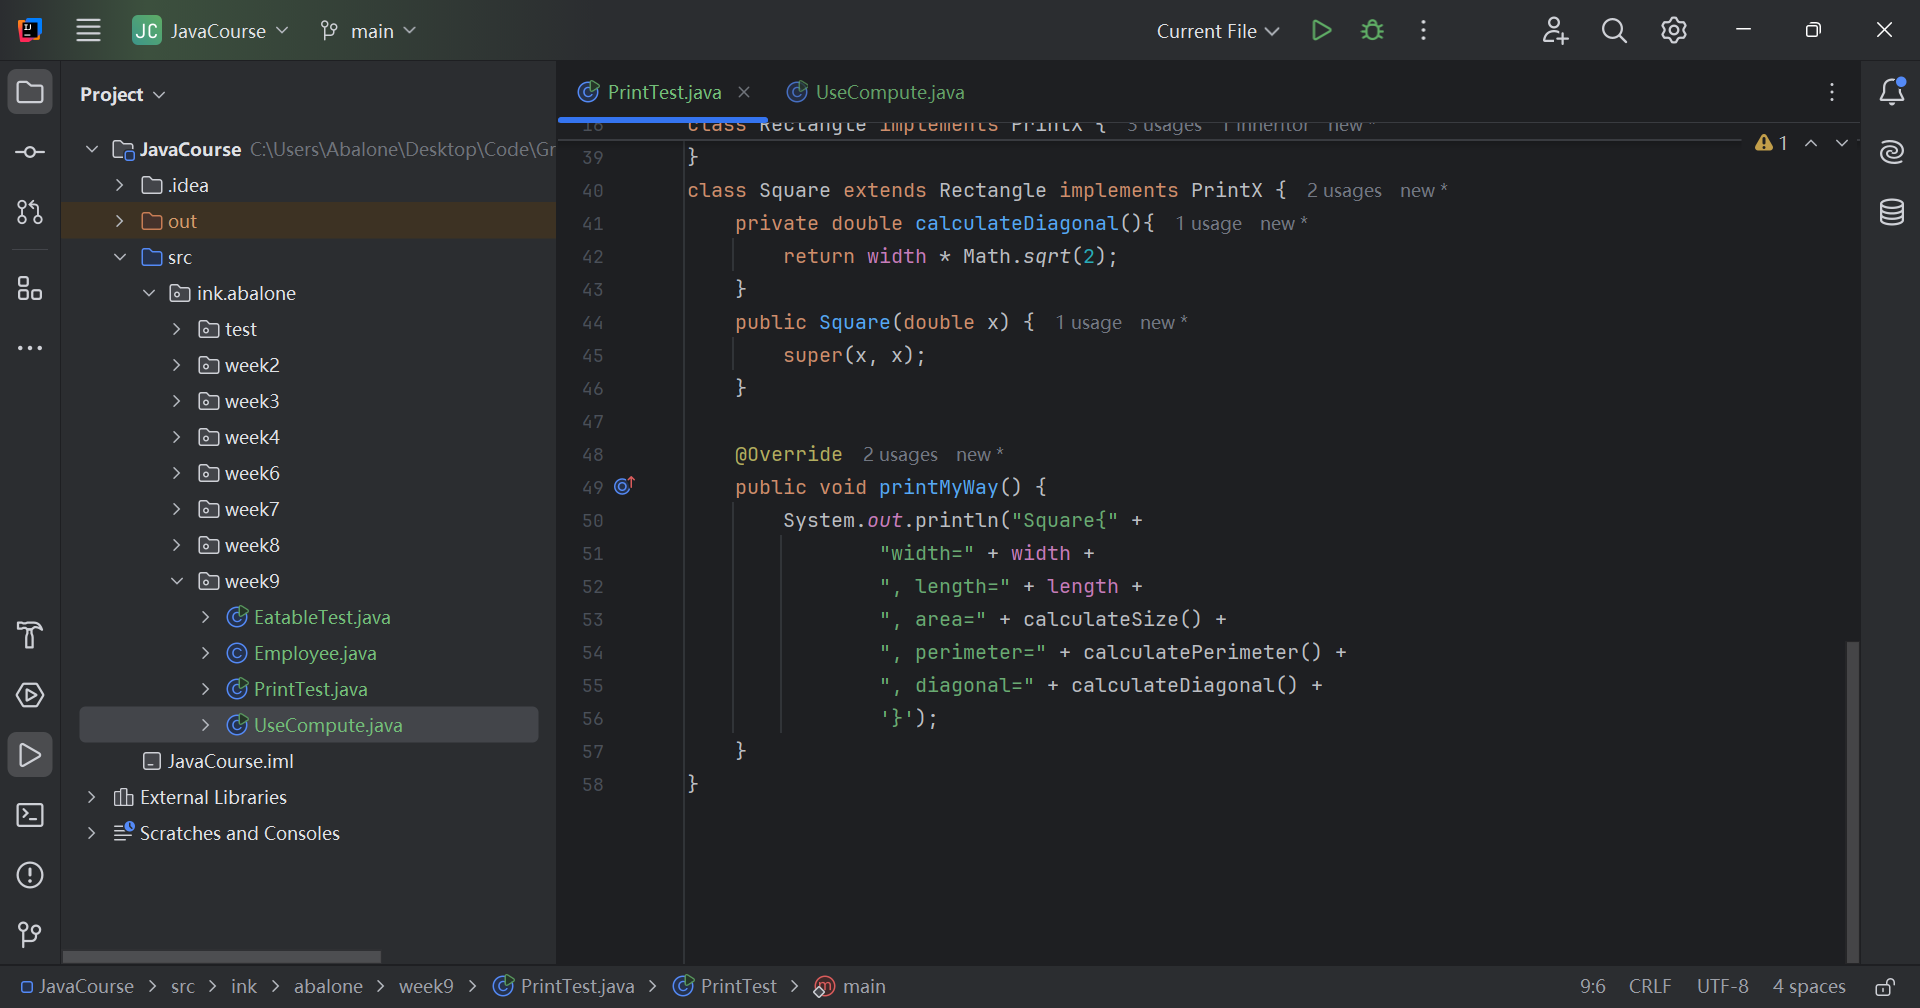 JC JavaCourse main Current File
Project
JavaCourse C:\Users\Abalone\Desktop\Code\Gr
.idea
out
src
ink.abalone
test
week2
week3
week4
week6
week7
week8
week9
EatableTest.java
Employee.java
PrintTest.java
UseCompute.java
JavaCourse.iml
External Libraries
Scratches and Consoles
PrintTest.java UseCompute.java
18 class Rectangle implements PrintX { 3 usages 1 inheritor new *
1
39 }
40 class Square extends Rectangle implements PrintX { 2 usages new *
41 private double calculateDiagonal(){ 1 usage new *
42 return width * Math.sqrt(2);
43 }
44 public Square(double x) { 1 usage new *
45 super(x, x);
46 }
47
48 @Override 2 usages new *
49 public void printMyWay() {
50 System.out.println("Square{" +
51 "width=" + width +
52 ", length=" + length +
53 ", area=" + calculateSize() +
54 ", perimeter=" + calculatePerimeter() +
55 ", diagonal=" + calculateDiagonal() +
56 '}');
57 }
58 }
JavaCourse > src > ink > abalone > week9 > PrintTest.java > PrintTest > main 9:6 CRLF UTF-8 4 spaces